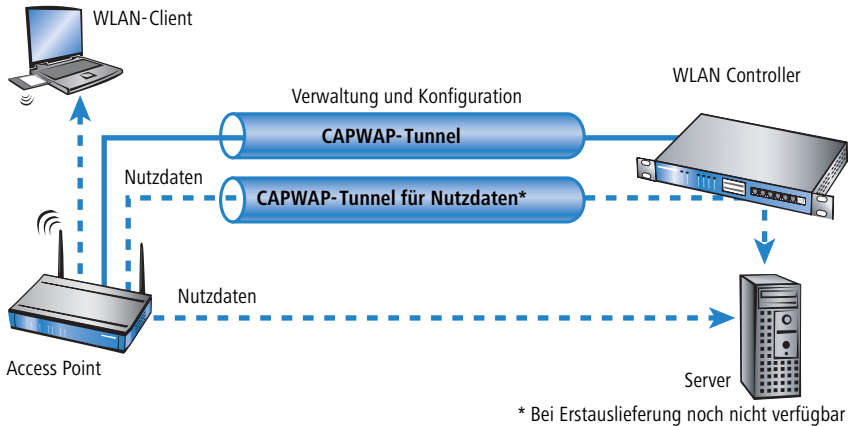 WLAN-Client
WLAN Controller
Verwaltung und Konfiguration
CAPWAP-Tunnel
Nutzdaten
CAPWAP-Tunnel für Nutzdaten*
Nutzdaten
Access Point
Server
* Bei Erstauslieferung noch nicht verfügbar